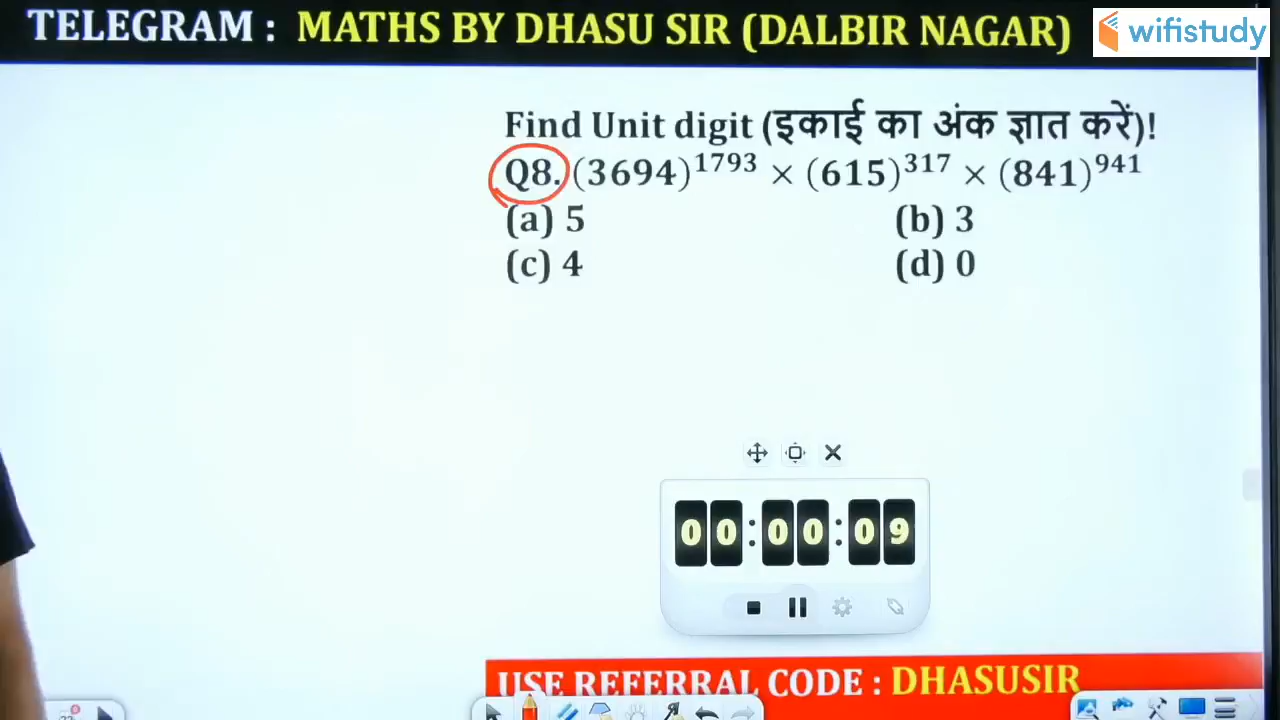 TELEGRAM : MATHS BY DHASU SIR (DALBIR NAGAR)
wifistudy
Find Unit digit (इकाई का अंक ज्ञात करें)!
Q8. (3694)^1793 × (615)^317 × (841)^941
(a) 5 (b) 3
(c) 4 (d) 0
00:00:09
USE REFERRAL CODE : DHASUSIR